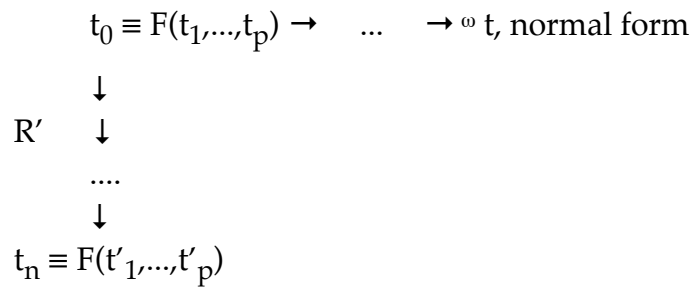 t₀ ≡ F(t₁,...,tₚ) → ... → ω t, normal form
↓
R' ↓
....
↓
tₙ ≡ F(t'₁,...,t'ₚ)